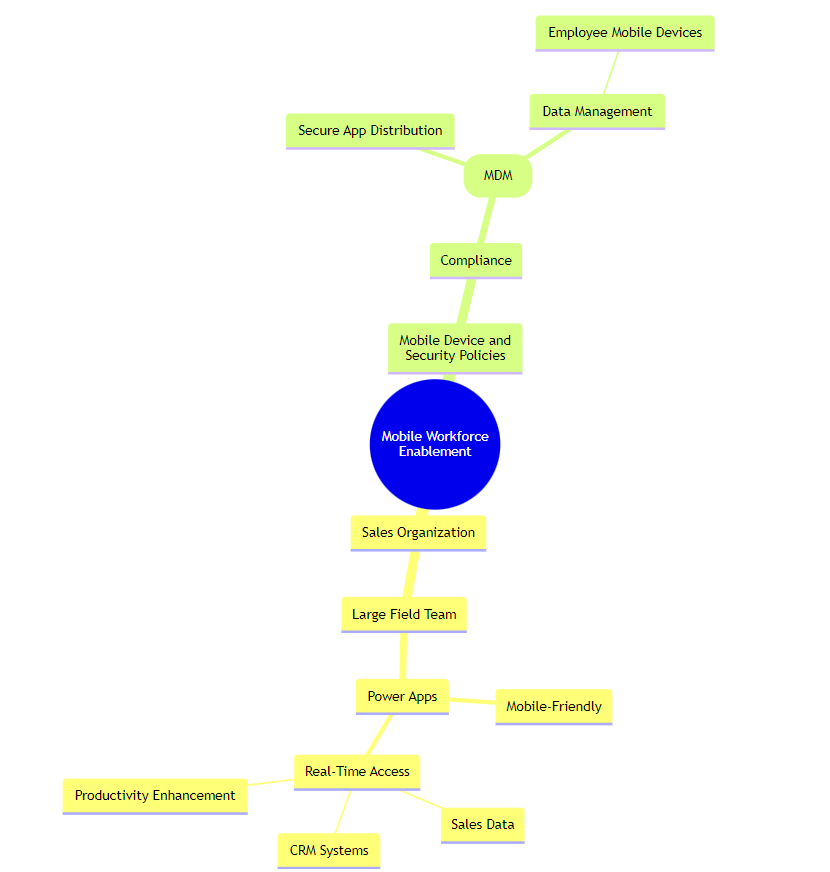 Employee Mobile Devices
Data Management
Secure App Distribution
MDM
Compliance
Mobile Device and
Security Policies
Mobile Workforce
Enablement
Sales Organization
Large Field Team
Power Apps
Mobile-Friendly
Real-Time Access
Productivity Enhancement
Sales Data
CRM Systems